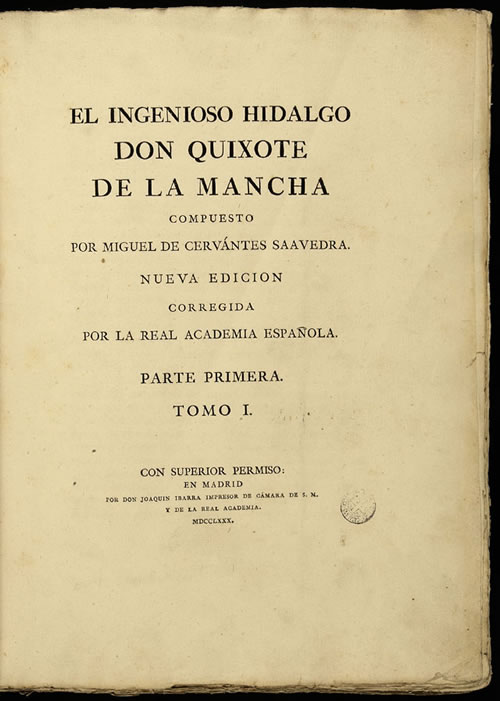 EL INGENIOSO HIDALGO
DON QUIXOTE
DE LA MANCHA
COMPUESTO
POR MIGUEL DE CERVÁNTES SAAVEDRA.
NUEVA EDICION
CORREGIDA
POR LA REAL ACADEMIA ESPAÑOLA.
PARTE PRIMERA.
TOMO I.
CON SUPERIOR PERMISO:
EN MADRID
POR DON JOAQUIN IBARRA IMPRESOR DE CÁMARA DE S. M.
Y DE LA REAL ACADEMIA.
MDCCLXXX.